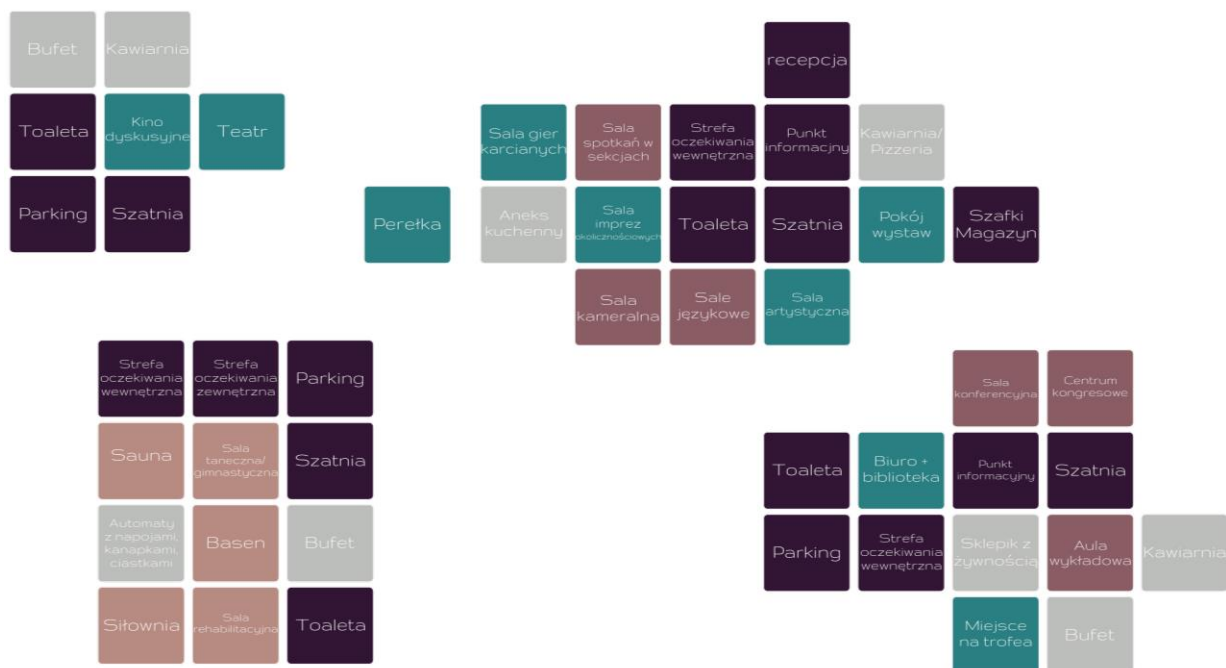 Bufet
Kawiarnia
Toaleta
Kino
dyskusyjne
Teatr
Parking
Szatnia
recepcja
Sala gier
karcianych
Sala
spotkań w
sekcjach
Strefa
oczekiwania
wewnętrzna
Punkt
informacjny
Kawiarnia/
Pizzeria
Perełka
Aneks
kuchenny
Sala
imprez
okolicznościowych
Toaleta
Szatnia
Pokój
wystaw
Szafki
Magazyn
Sala
kameralna
Sale
językowe
Sala
artystyczna
Strefa
oczekiwania
wewnętrzna
Strefa
oczekiwania
zewnętrzna
Parking
Sauna
Sala
taneczna/
gimnastyczna
Szatnia
Automaty
z napojami,
kanapkami,
ciastkami
Basen
Bufet
Siłownia
Sala
rehabilitacyjna
Toaleta
Sala
konferencyjna
Centrum
kongresowe
Toaleta
Biuro +
biblioteka
Punkt
informacyjny
Szatnia
Parking
Strefa
oczekiwania
wewnętrzna
Sklepik z
żywnością
Aula
wykładowa
Kawiarnia
Miejsce
na trofea
Bufet